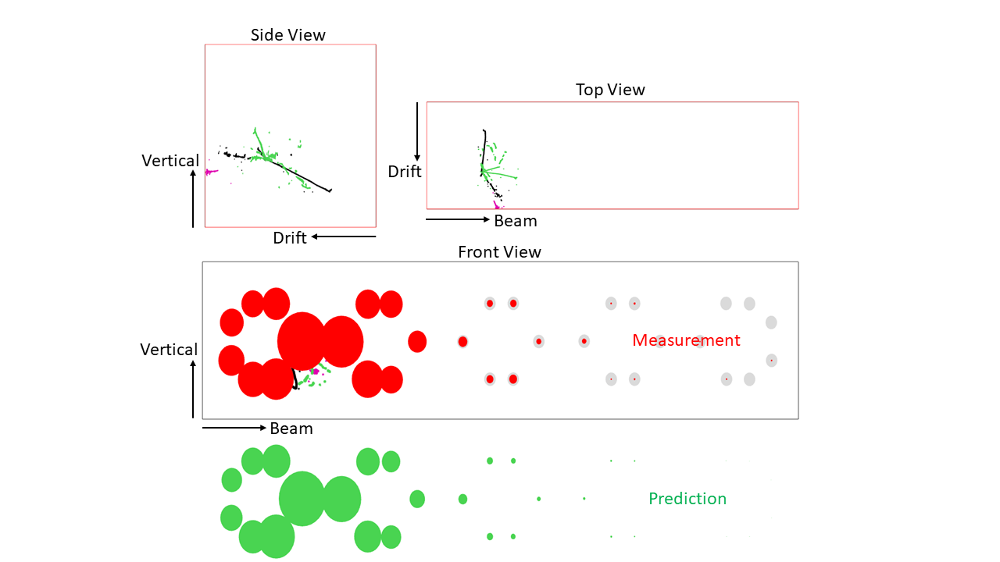 Side View
Top View
Vertical
Drift
Drift
Beam
Front View
Measurement
Vertical
Beam
Prediction